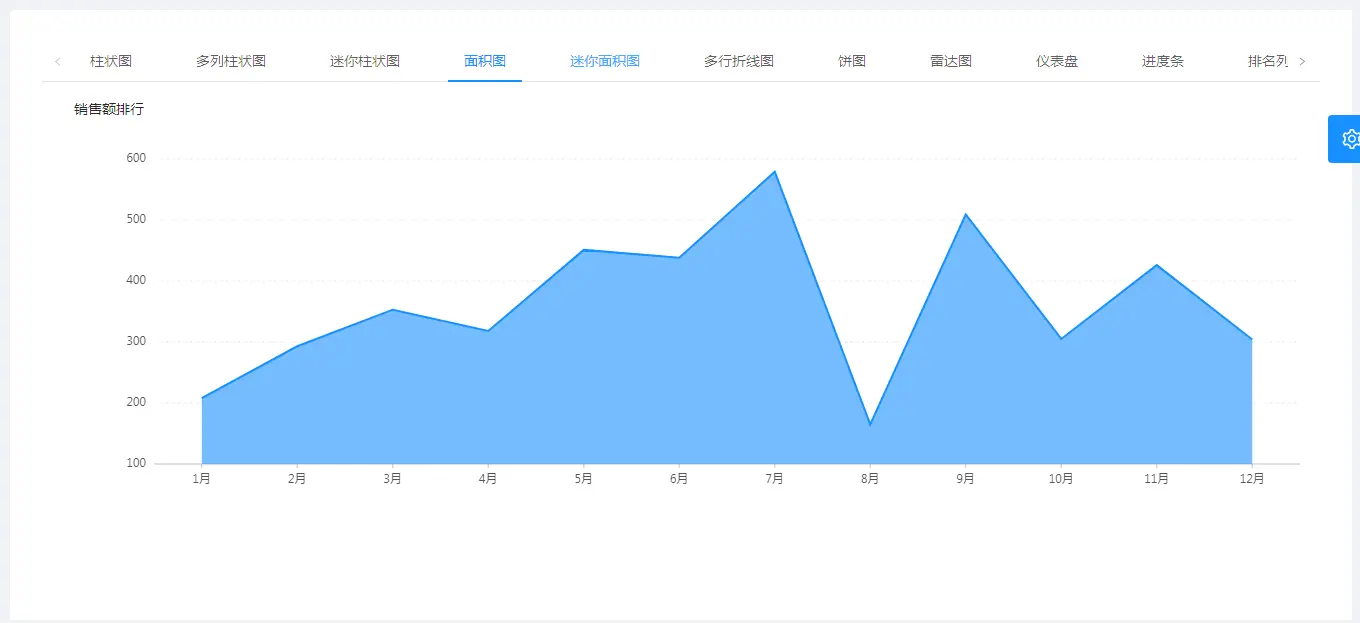 柱状图 多列柱状图 迷你柱状图 面积图 迷你面积图 多行折线图 饼图 雷达图 仪表盘 进度条 排名列
销售额排行
600
500
400
300
200
100
1月 2月 3月 4月 5月 6月 7月 8月 9月 10月 11月 12月